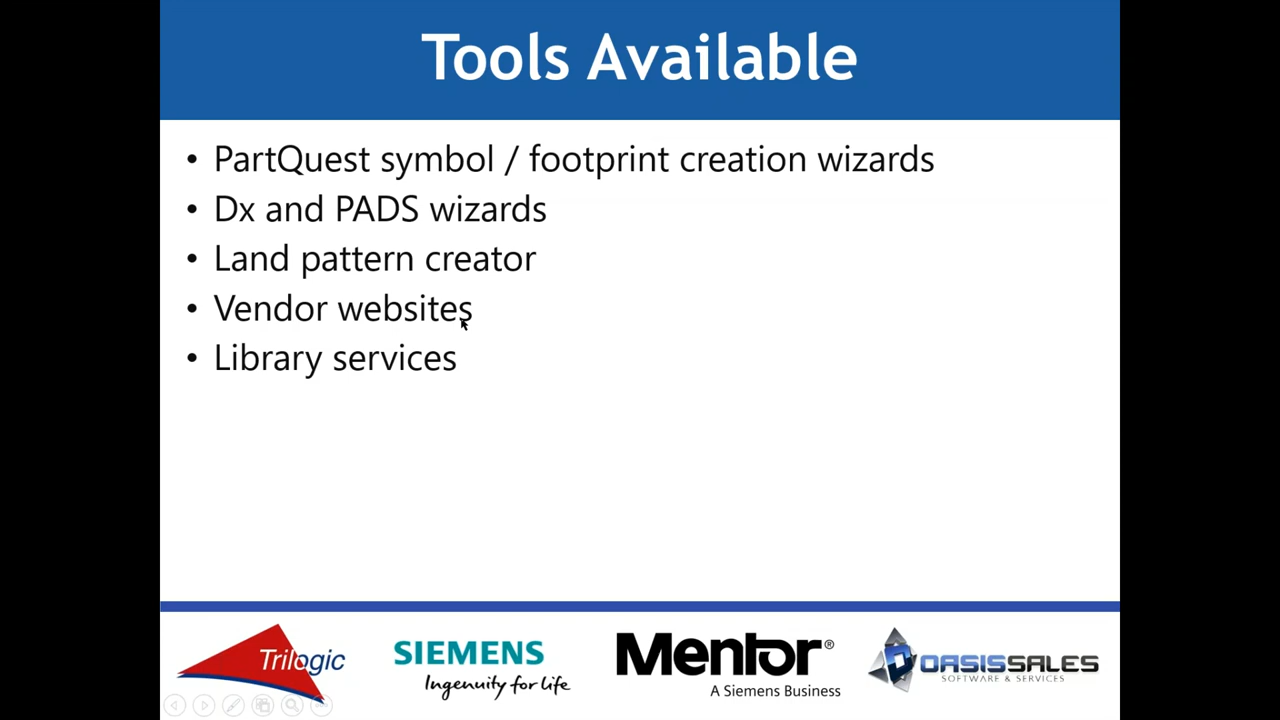 Tools Available
• PartQuest symbol / footprint creation wizards
• Dx and PADS wizards
• Land pattern creator
• Vendor websites
• Library services
Trilogic
SIEMENS
Ingenuity for life
Mentor®
A Siemens Business
OASISSALES
SOFTWARE & SERVICES